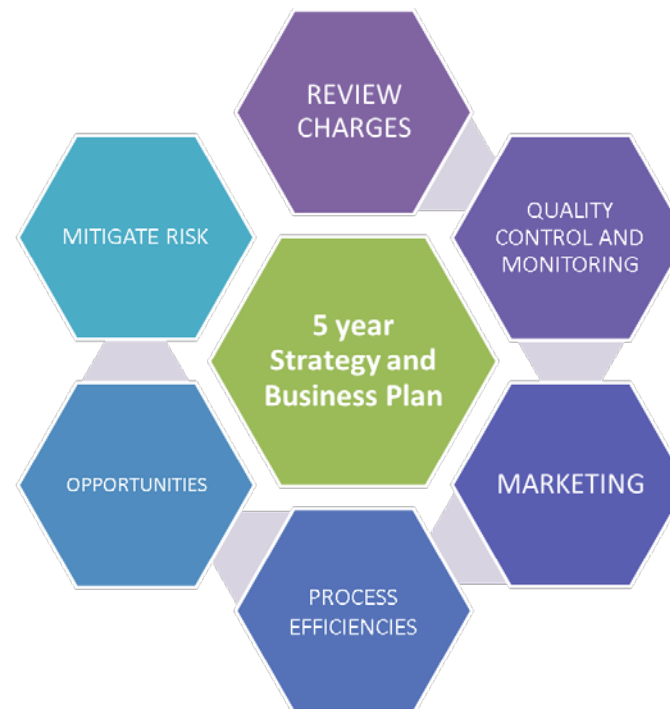 REVIEW
CHARGES
QUALITY
CONTROL AND
MONITORING
MITIGATE RISK
5 year
Strategy and
Business Plan
MARKETING
OPPORTUNITIES
PROCESS
EFFICIENCIES